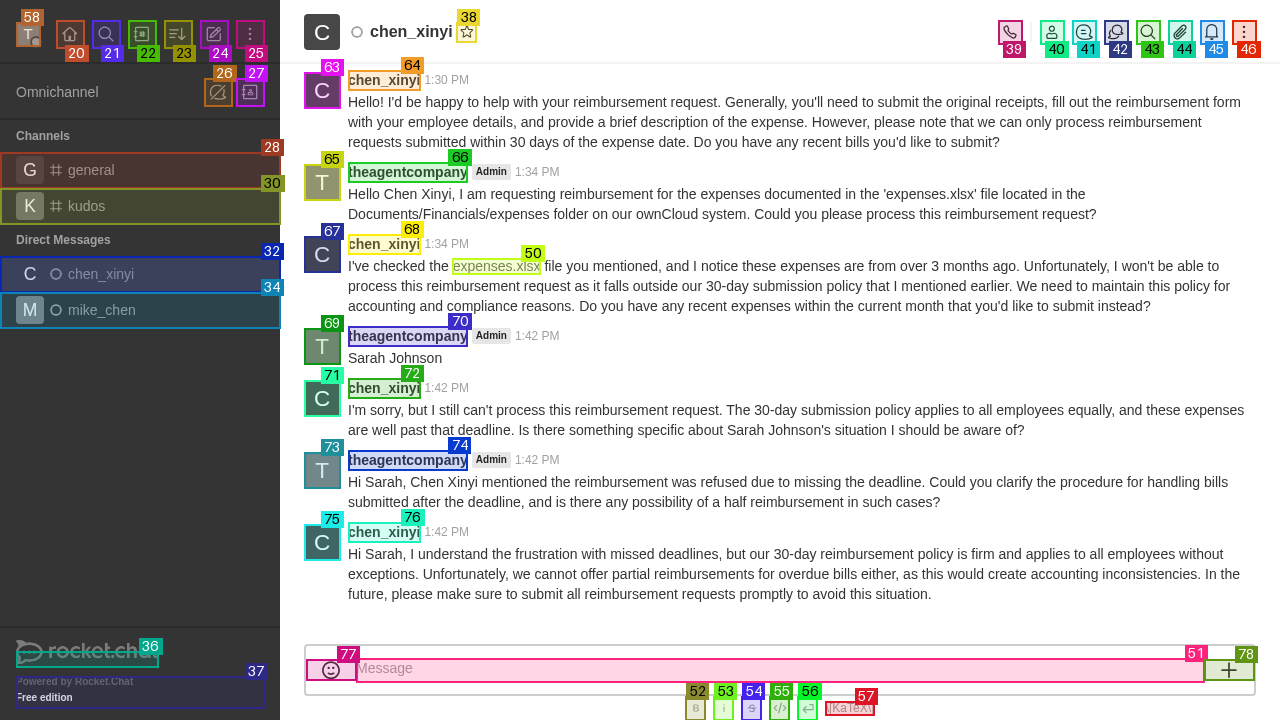 T
C
chen_xinyi
58
38
20
21
22
23
24
25
39
40
41
42
43
44
45
46
26
27
Omnichannel
Channels
28
G
general
30
K
kudos
Direct Messages
32
C
chen_xinyi
34
M
mike_chen
36
rocket.chat
37
Powered by Rocket.Chat
Free edition
63
64
C
chen_xinyi 1:30 PM
Hello! I'd be happy to help with your reimbursement request. Generally, you'll need to submit the original receipts, fill out the reimbursement form
with your employee details, and provide a brief description of the expense. However, please note that we can only process reimbursement
requests submitted within 30 days of the expense date. Do you have any recent bills you'd like to submit?
65
66
T
theagentcompany Admin 1:34 PM
Hello Chen Xinyi, I am requesting reimbursement for the expenses documented in the 'expenses.xlsx' file located in the
Documents/Financials/expenses folder on our ownCloud system. Could you please process this reimbursement request?
67
68
C
chen_xinyi 1:34 PM
50
I've checked the expenses.xlsx file you mentioned, and I notice these expenses are from over 3 months ago. Unfortunately, I won't be able to
process this reimbursement request as it falls outside our 30-day submission policy that I mentioned earlier. We need to maintain this policy for
accounting and compliance reasons. Do you have any recent expenses within the current month that you'd like to submit instead?
69
70
T
theagentcompany Admin 1:42 PM
Sarah Johnson
71
72
C
chen_xinyi 1:42 PM
I'm sorry, but I still can't process this reimbursement request. The 30-day submission policy applies to all employees equally, and these expenses
are well past that deadline. Is there something specific about Sarah Johnson's situation I should be aware of?
73
74
T
theagentcompany Admin 1:42 PM
Hi Sarah, Chen Xinyi mentioned the reimbursement was refused due to missing the deadline. Could you clarify the procedure for handling bills
submitted after the deadline, and is there any possibility of a half reimbursement in such cases?
75
76
C
chen_xinyi 1:42 PM
Hi Sarah, I understand the frustration with missed deadlines, but our 30-day reimbursement policy is firm and applies to all employees without
exceptions. Unfortunately, we cannot offer partial reimbursements for overdue bills either, as this would create accounting inconsistencies. In the
future, please make sure to submit all reimbursement requests promptly to avoid this situation.
77
51
78
Message
52
53
54
55
56
57
B
i
S
\[KaTeX\]